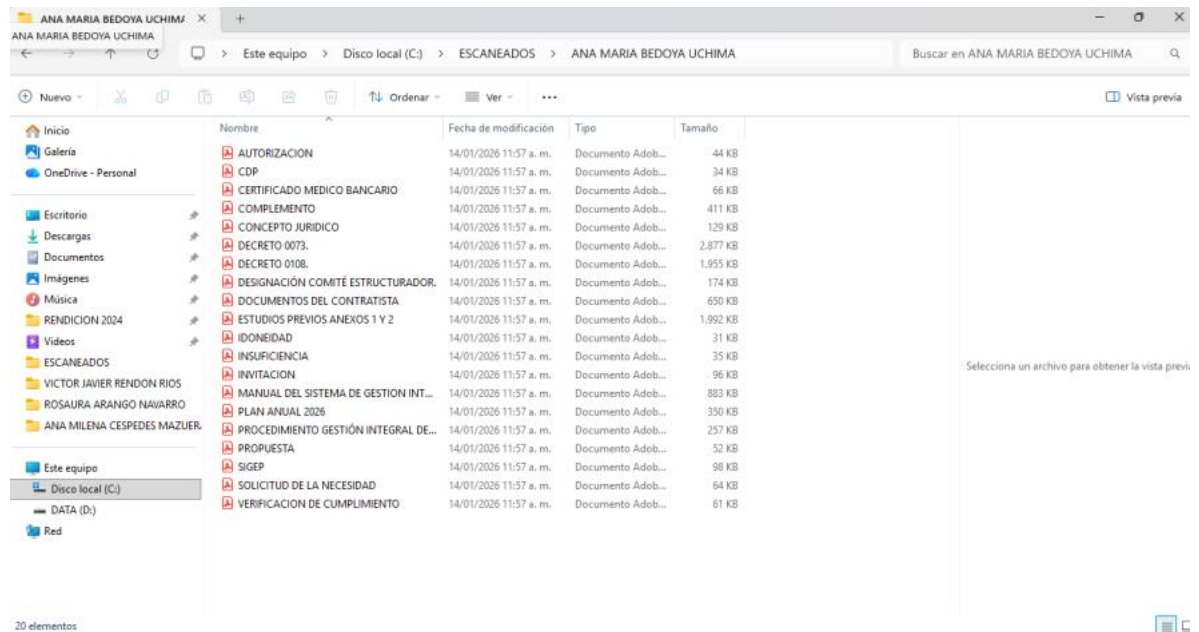 ANA MARIA BEDOYA UCHIMA
ANA MARIA BEDOYA UCHIMA
Este equipo > Disco local (C:) > ESCANEADOS > ANA MARIA BEDOYA UCHIMA
Buscar en ANA MARIA BEDOYA UCHIMA
Nuevo
Ordenar
Ver
Vista previa
Inicio
Galería
OneDrive - Personal
Escritorio
Descargas
Documentos
Imágenes
Música
RENDICION 2024
Videos
ESCANEADOS
VICTOR JAVIER RENDON RIOS
ROSAURA ARANGO NAVARRO
ANA MILENA CESPEDES MAZUER
Este equipo
Disco local (C:)
DATA (D:)
Red
Nombre Fecha de modificación Tipo Tamaño
AUTORIZACION 14/01/2026 11:57 a. m. Documento Adob... 44 KB
CDP 14/01/2026 11:57 a. m. Documento Adob... 34 KB
CERTIFICADO MEDICO BANCARIO 14/01/2026 11:57 a. m. Documento Adob... 66 KB
COMPLEMENTO 14/01/2026 11:57 a. m. Documento Adob... 411 KB
CONCEPTO JURIDICO 14/01/2026 11:57 a. m. Documento Adob... 129 KB
DECRETO 0073. 14/01/2026 11:57 a. m. Documento Adob... 2.877 KB
DECRETO 0108. 14/01/2026 11:57 a. m. Documento Adob... 1.955 KB
DESIGNACIÓN COMITÉ ESTRUCTURADOR. 14/01/2026 11:57 a. m. Documento Adob... 174 KB
DOCUMENTOS DEL CONTRATISTA 14/01/2026 11:57 a. m. Documento Adob... 650 KB
ESTUDIOS PREVIOS ANEXOS 1 Y 2 14/01/2026 11:57 a. m. Documento Adob... 1.992 KB
IDONEIDAD 14/01/2026 11:57 a. m. Documento Adob... 31 KB
INSUFICIENCIA 14/01/2026 11:57 a. m. Documento Adob... 35 KB
INVITACION 14/01/2026 11:57 a. m. Documento Adob... 96 KB
MANUAL DEL SISTEMA DE GESTION INT... 14/01/2026 11:57 a. m. Documento Adob... 883 KB
PLAN ANUAL 2026 14/01/2026 11:57 a. m. Documento Adob... 350 KB
PROCEDIMIENTO GESTIÓN INTEGRAL DE... 14/01/2026 11:57 a. m. Documento Adob... 257 KB
PROPUESTA 14/01/2026 11:57 a. m. Documento Adob... 52 KB
SIGEP 14/01/2026 11:57 a. m. Documento Adob... 98 KB
SOLICITUD DE LA NECESIDAD 14/01/2026 11:57 a. m. Documento Adob... 64 KB
VERIFICACION DE CUMPLIMIENTO 14/01/2026 11:57 a. m. Documento Adob... 61 KB
Selecciona un archivo para obtener la vista previa
20 elementos